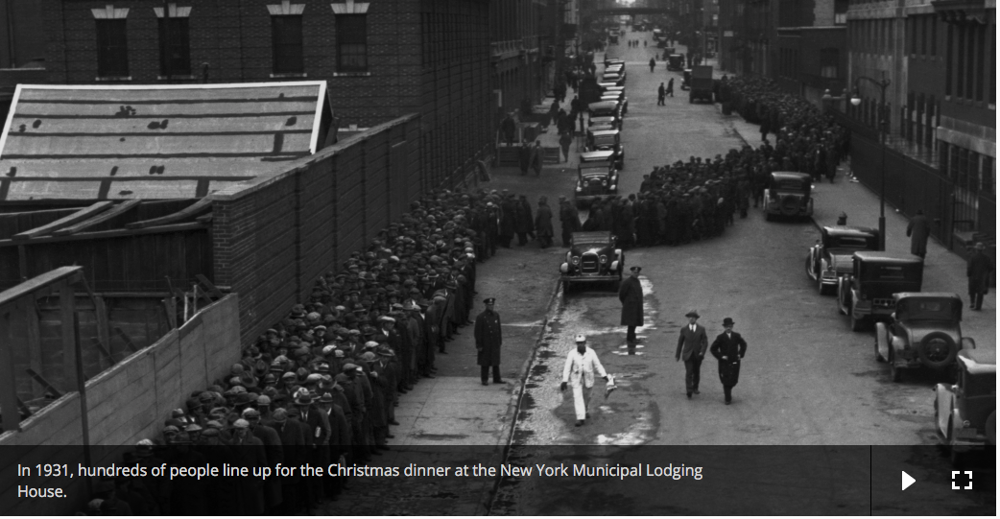 In 1931, hundreds of people line up for the Christmas dinner at the New York Municipal Lodging
House.